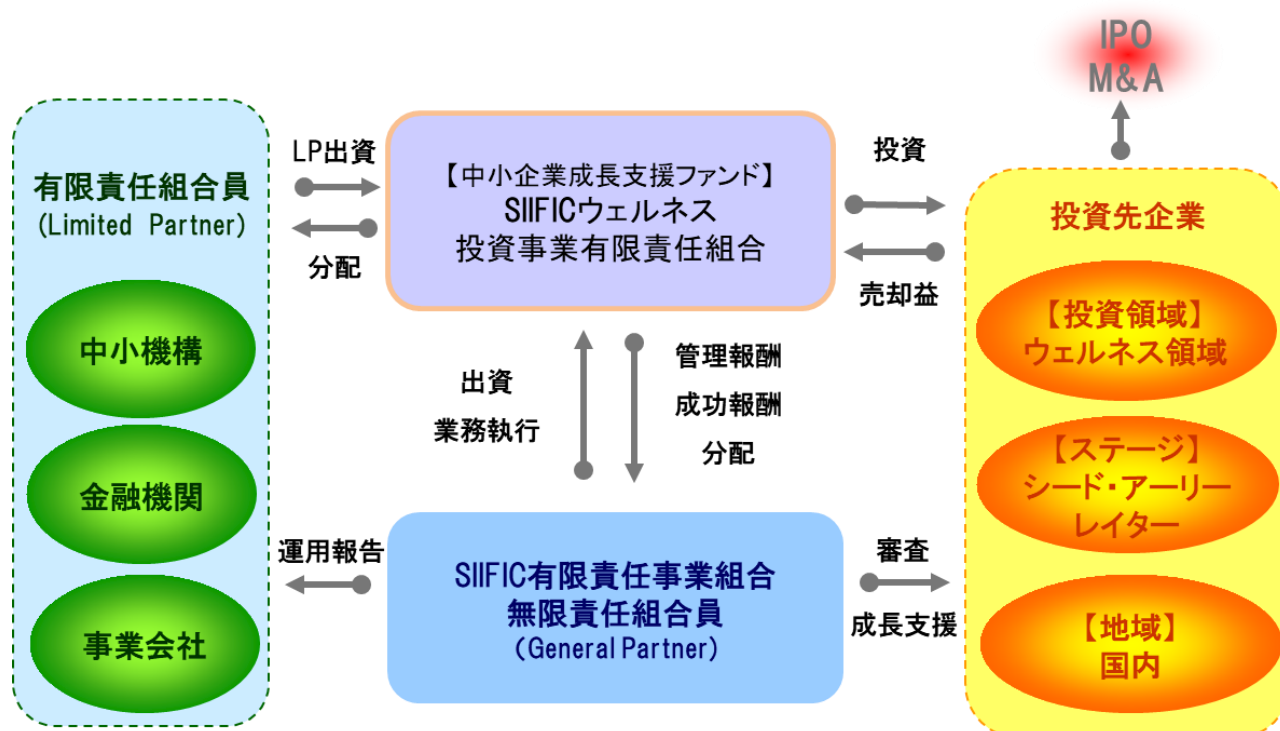 IPO
M&A
有限責任組合員
(Limited Partner)
中小機構
金融機関
事業会社
LP出資
分配
運用報告
【中小企業成長支援ファンド】
SIIFICウェルネス
投資事業有限責任組合
出資
業務執行
管理報酬
成功報酬
分配
SIIFIC有限責任事業組合
無限責任組合員
(General Partner)
投資
売却益
審査
成長支援
投資先企業
【投資領域】
ウェルネス領域
【ステージ】
シード・アーリー
レイター
【地域】
国内